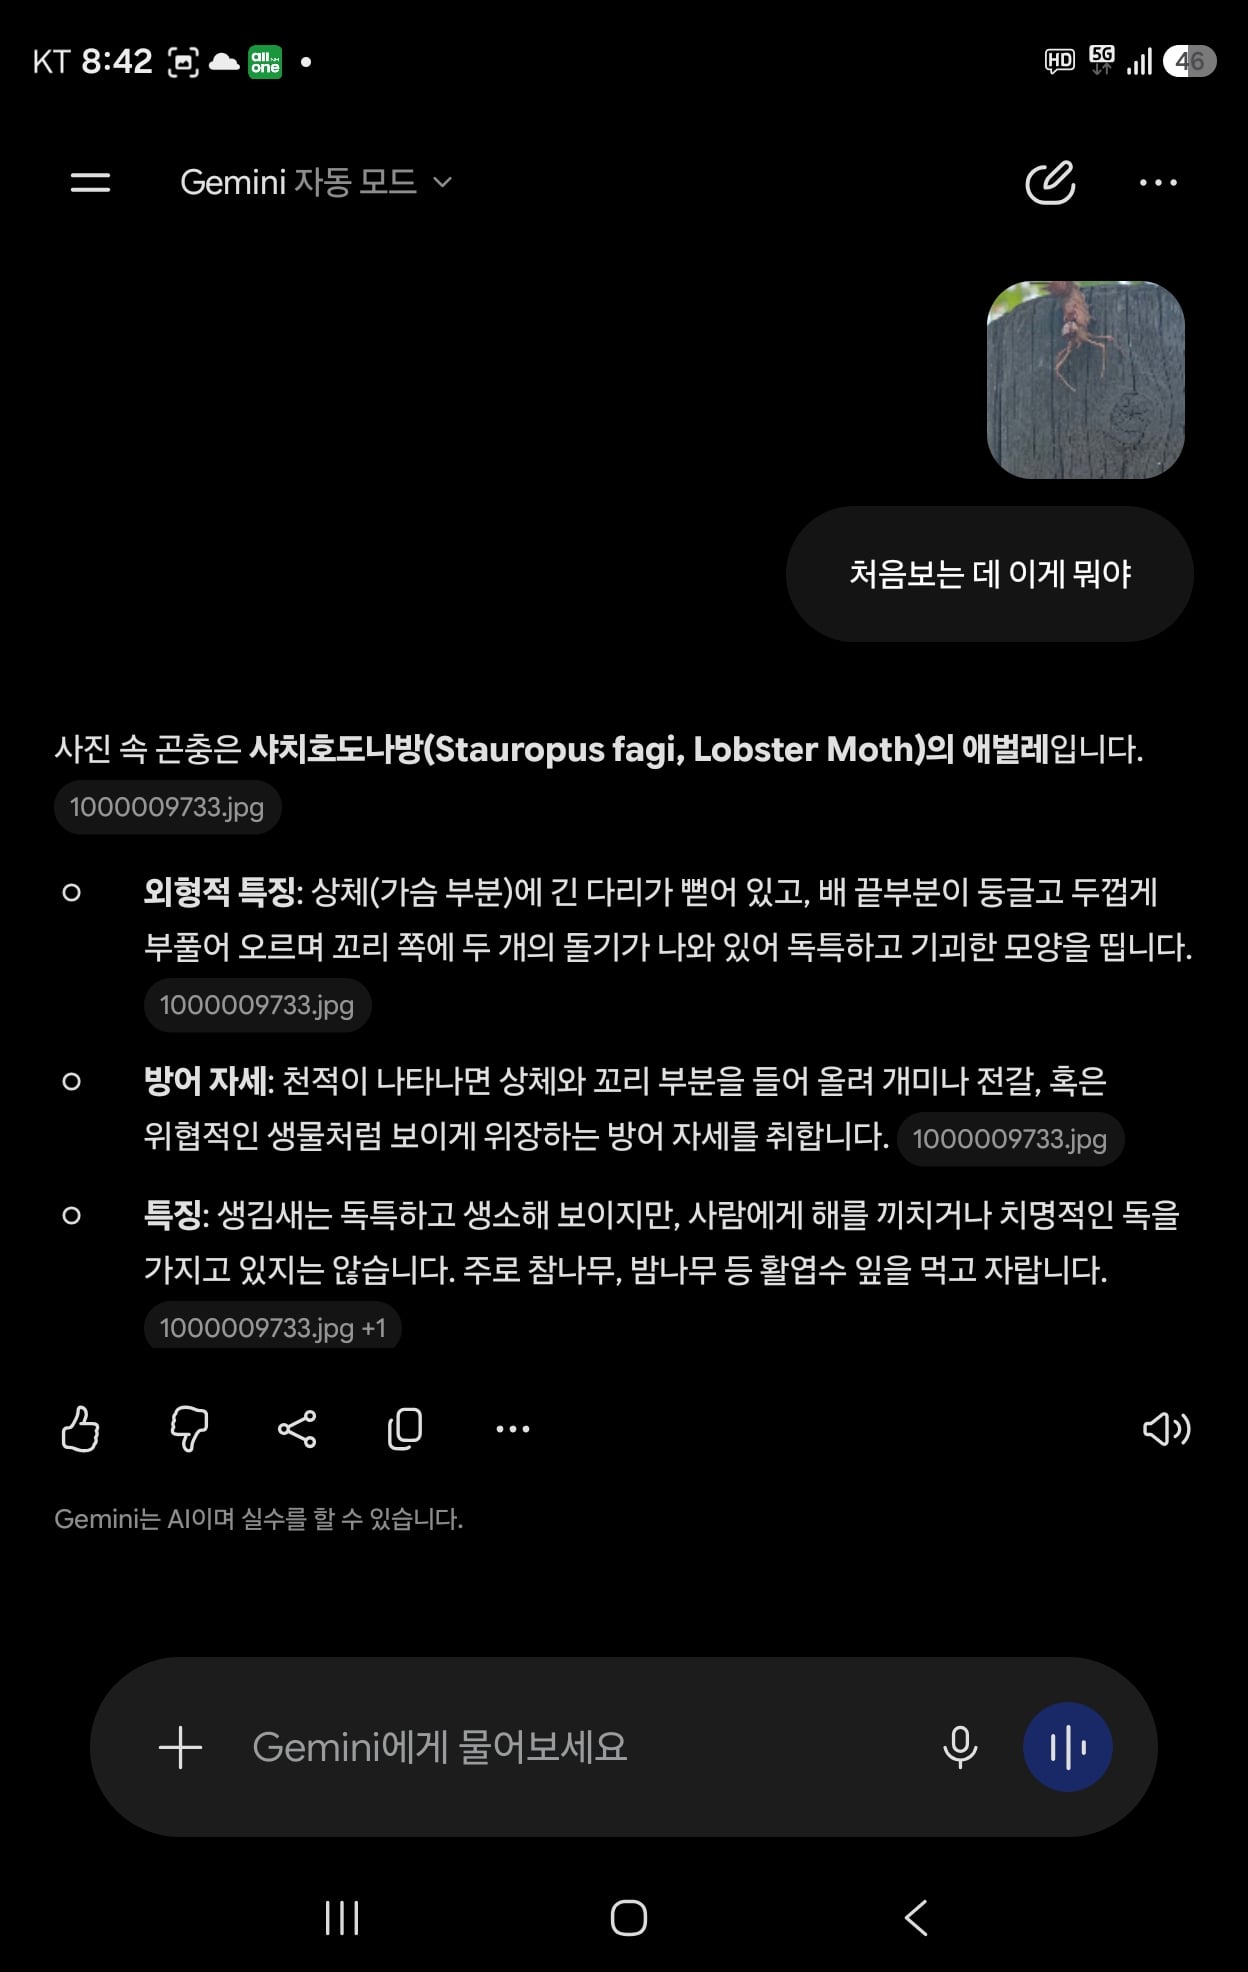 KT 8:42 all NH one HD 5G 46
Gemini 자동 모드
처음보는 데 이게 뭐야
사진 속 곤충은 샤치호도나방(Stauropus fagi, Lobster Moth)의 애벌레입니다.
1000009733.jpg
외형적 특징: 상체(가슴 부분)에 긴 다리가 뻗어 있고, 배 끝부분이 둥글고 두껍게
부풀어 오르며 꼬리 쪽에 두 개의 돌기가 나와 있어 독특하고 기괴한 모양을 띱니다.
1000009733.jpg
방어 자세: 천적이 나타나면 상체와 꼬리 부분을 들어 올려 개미나 전갈, 혹은
위협적인 생물처럼 보이게 위장하는 방어 자세를 취합니다. 1000009733.jpg
특징: 생김새는 독특하고 생소해 보이지만, 사람에게 해를 끼치거나 치명적인 독을
가지고 있지는 않습니다. 주로 참나무, 밤나무 등 활엽수 잎을 먹고 자랍니다.
1000009733.jpg +1
Gemini는 AI이며 실수를 할 수 있습니다.
Gemini에게 물어보세요